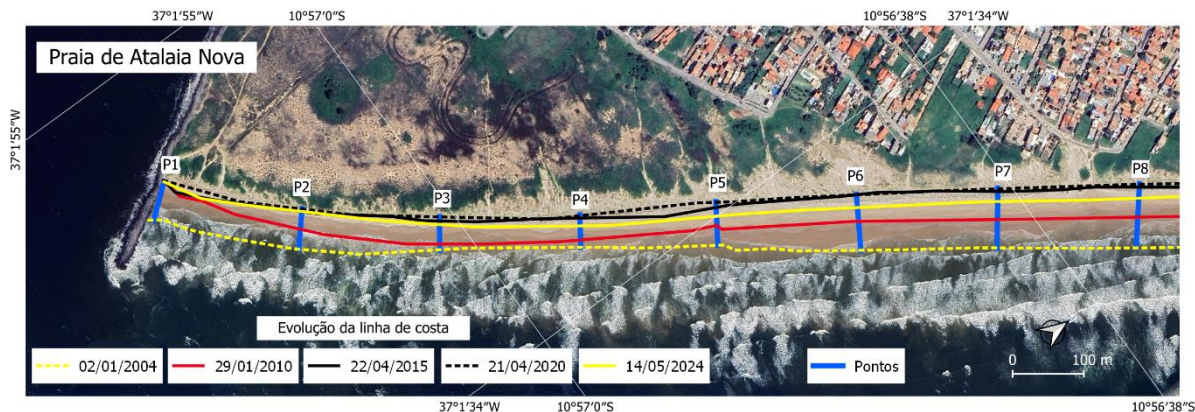 37°1'55"W
10°57'0"S
10°56'38"S
37°1'34"W
Praia de Atalaia Nova
37°1'55"W
P1
P2
P3
P4
P5
P6
P7
P8
Evolução da linha de costa
02/01/2004
29/01/2010
22/04/2015
21/04/2020
14/05/2024
Pontos
0
100 m
37°1'34"W
10°57'0"S
10°56'38"S